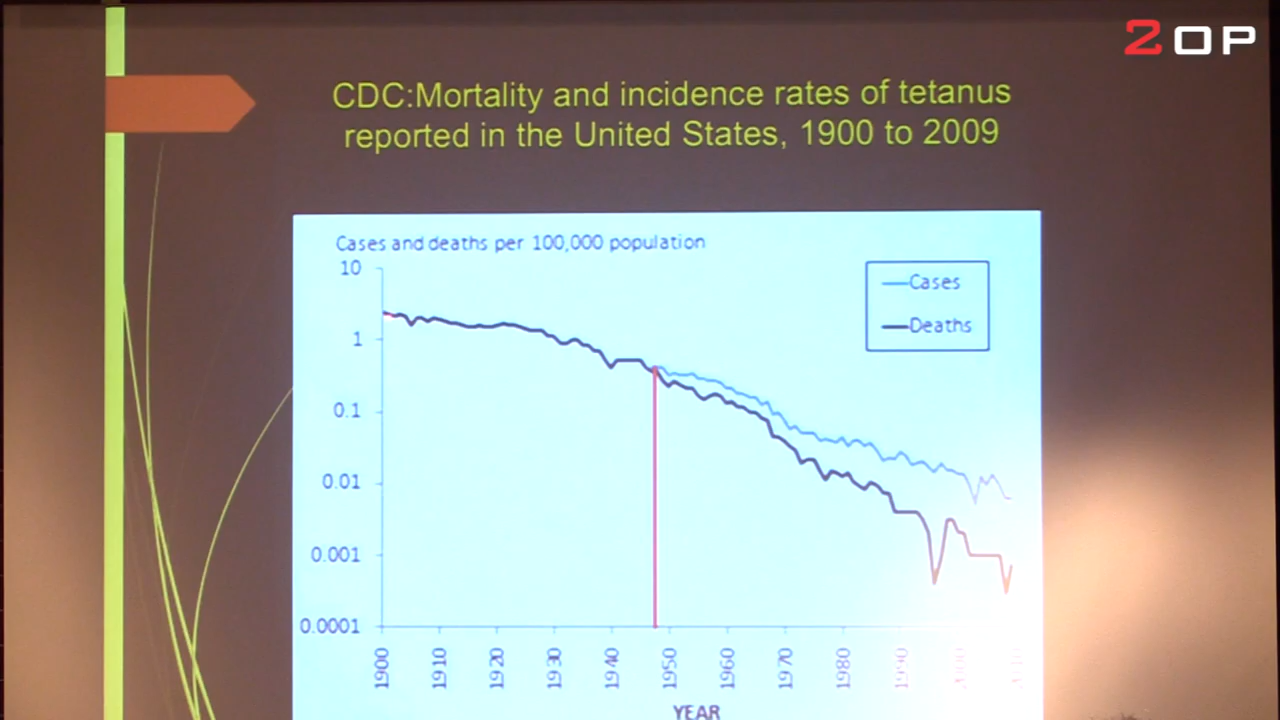 2OP
CDC:Mortality and incidence rates of tetanus
reported in the United States, 1900 to 2009
Cases and deaths per 100,000 population
10
1
0.1
0.01
0.001
0.0001
Cases
Deaths
1900
1910
1920
1930
1940
1950
1960
1970
1980
1990
2000
2010
YEAR